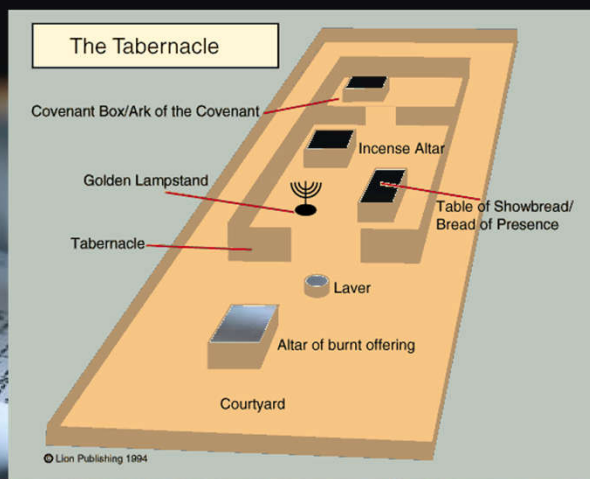 The Tabernacle
Covenant Box/Ark of the Covenant
Incense Altar
Golden Lampstand
Table of Showbread/
Bread of Presence
Tabernacle
Laver
Altar of burnt offering
Courtyard
© Lion Publishing 1994